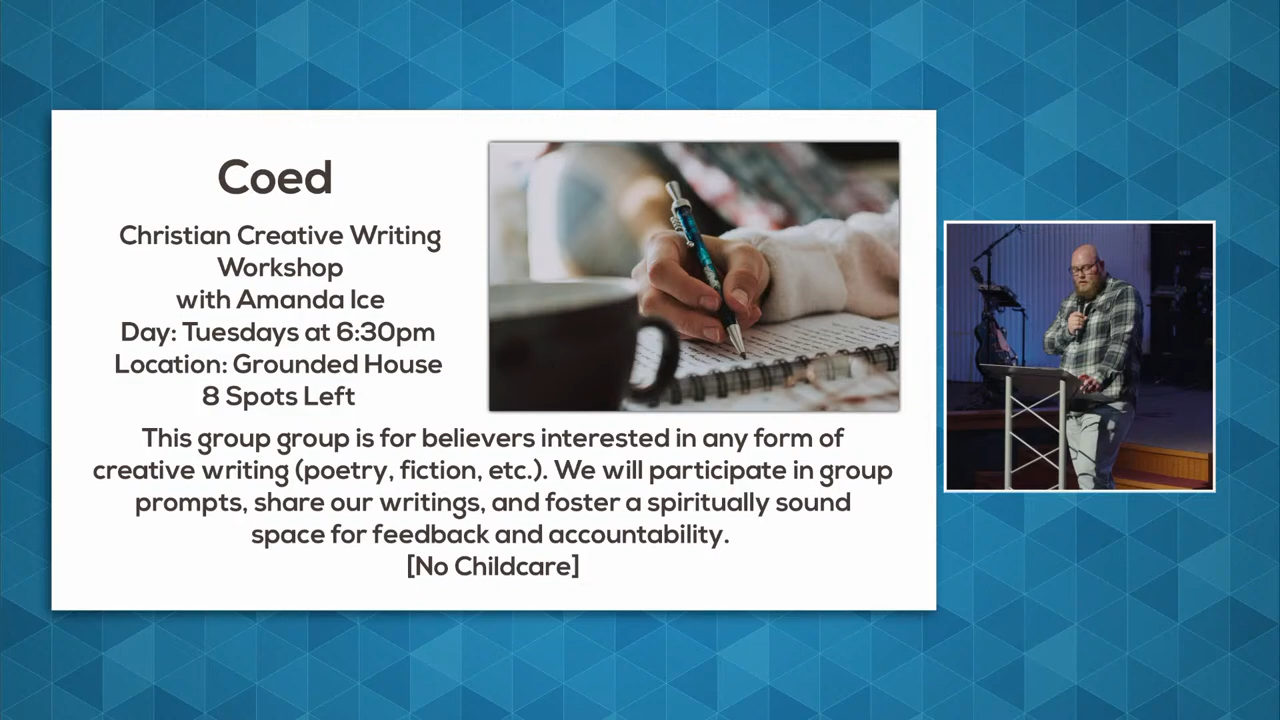 Coed
Christian Creative Writing
Workshop
with Amanda Ice
Day: Tuesdays at 6:30pm
Location: Grounded House
8 Spots Left
This group group is for believers interested in any form of
creative writing (poetry, fiction, etc.). We will participate in group
prompts, share our writings, and foster a spiritually sound
space for feedback and accountability.
[No Childcare]